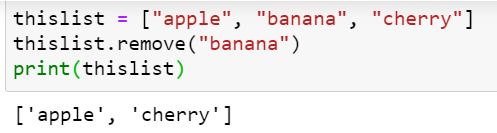 thislist = ["apple", "banana", "cherry"]
thislist.remove("banana")
print(thislist)
['apple', 'cherry']